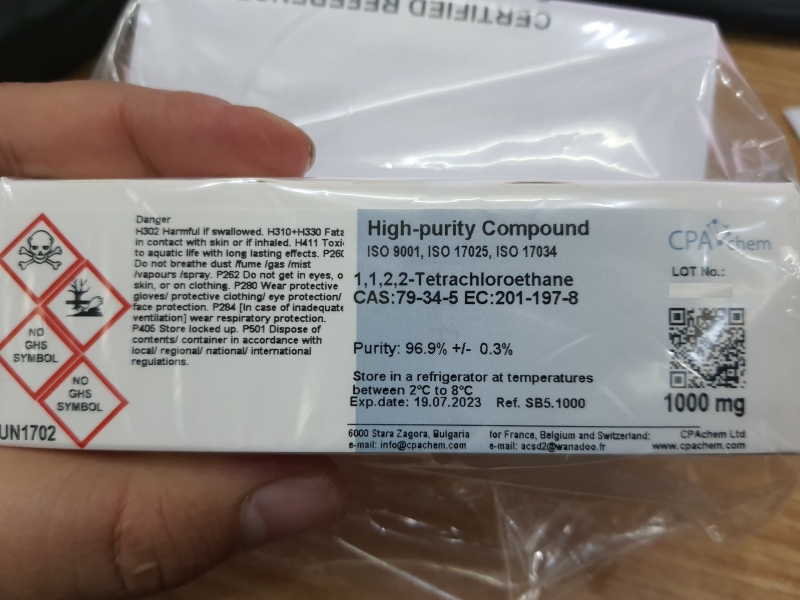 CERTIFIED REFERENCE
Danger
H302 Harmful if swallowed. H310+H330
in contact with skin or if inhaled. H411
to aquatic life with long lasting effects.
Do not breathe dust /fume /gas /mist
/vapours /spray. P262 Do not get in eyes,
skin, or on clothing. P280 Wear protective
gloves/ protective clothing/ eye protection/
face protection. P284 [in case of inadequate
ventilation] wear respiratory protection.
P405 Store locked up. P501 Dispose of
contents/ container in accordance with
local/ regional/ national/ international
regulations.
NO
GHS
SYMBOL
NO
GHS
SYMBOL
UN1702
High-purity Compound
ISO 9001, ISO 17025, ISO 17034
1,1,2,2-Tetrachloroethane
CAS:79-34-5 EC:201-197-8
Purity: 96.9% +/- 0.3%
Store in a refrigerator at temperatures
between 2°C to 8°C
Exp.date: 19.07.2023 Ref. SB5.1000
CPAchem
LOT No.:
1000 mg
6000 Stara Zagora, Bulgaria for France, Belgium and Switzerland: CPAchem Ltd
e-mail: info@cpachem.com e-mail: acsd2@wanadoo.fr www.cpachem.com